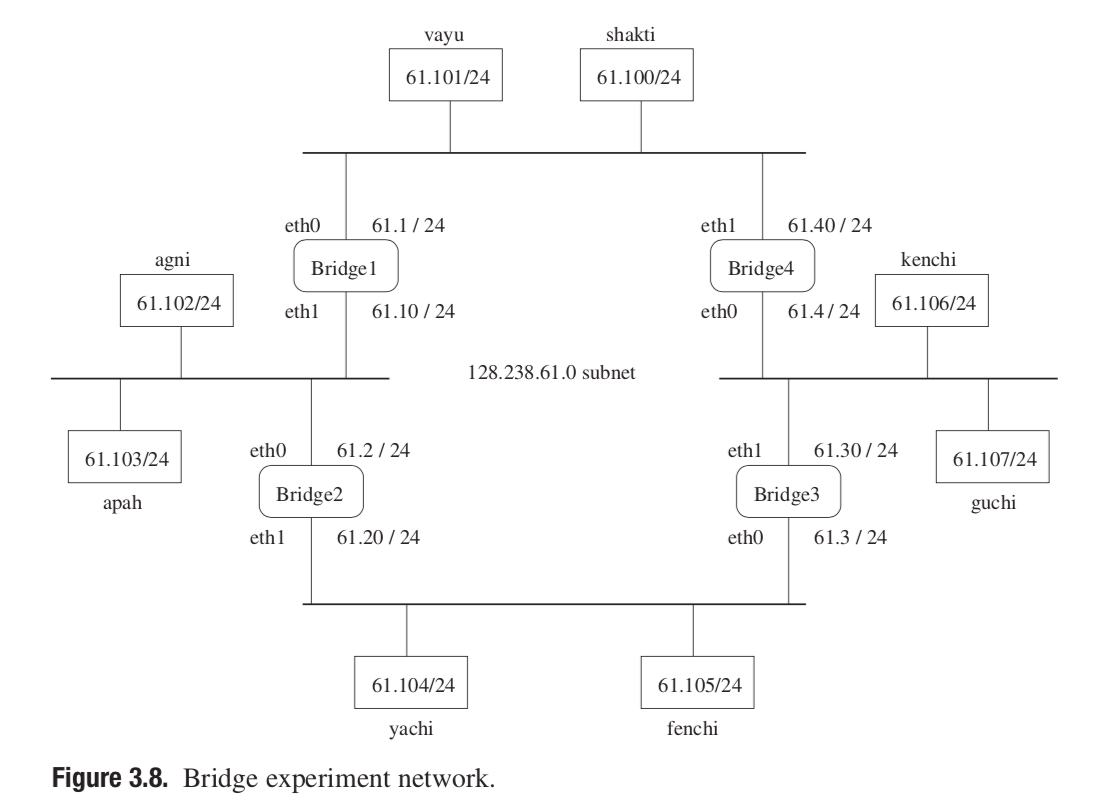 vayu shakti
61.101/24 61.100/24
eth0 61.1 / 24 eth1 61.40 / 24
agni Bridge1 Bridge4 kenchi
61.102/24 eth1 61.10 / 24 eth0 61.4 / 24 61.106/24
128.238.61.0 subnet
61.103/24 eth0 61.2 / 24 eth1 61.30 / 24 61.107/24
apah Bridge2 Bridge3 guchi
eth1 61.20 / 24 eth0 61.3 / 24
61.104/24 61.105/24
yachi fenchi
Figure 3.8. Bridge experiment network.